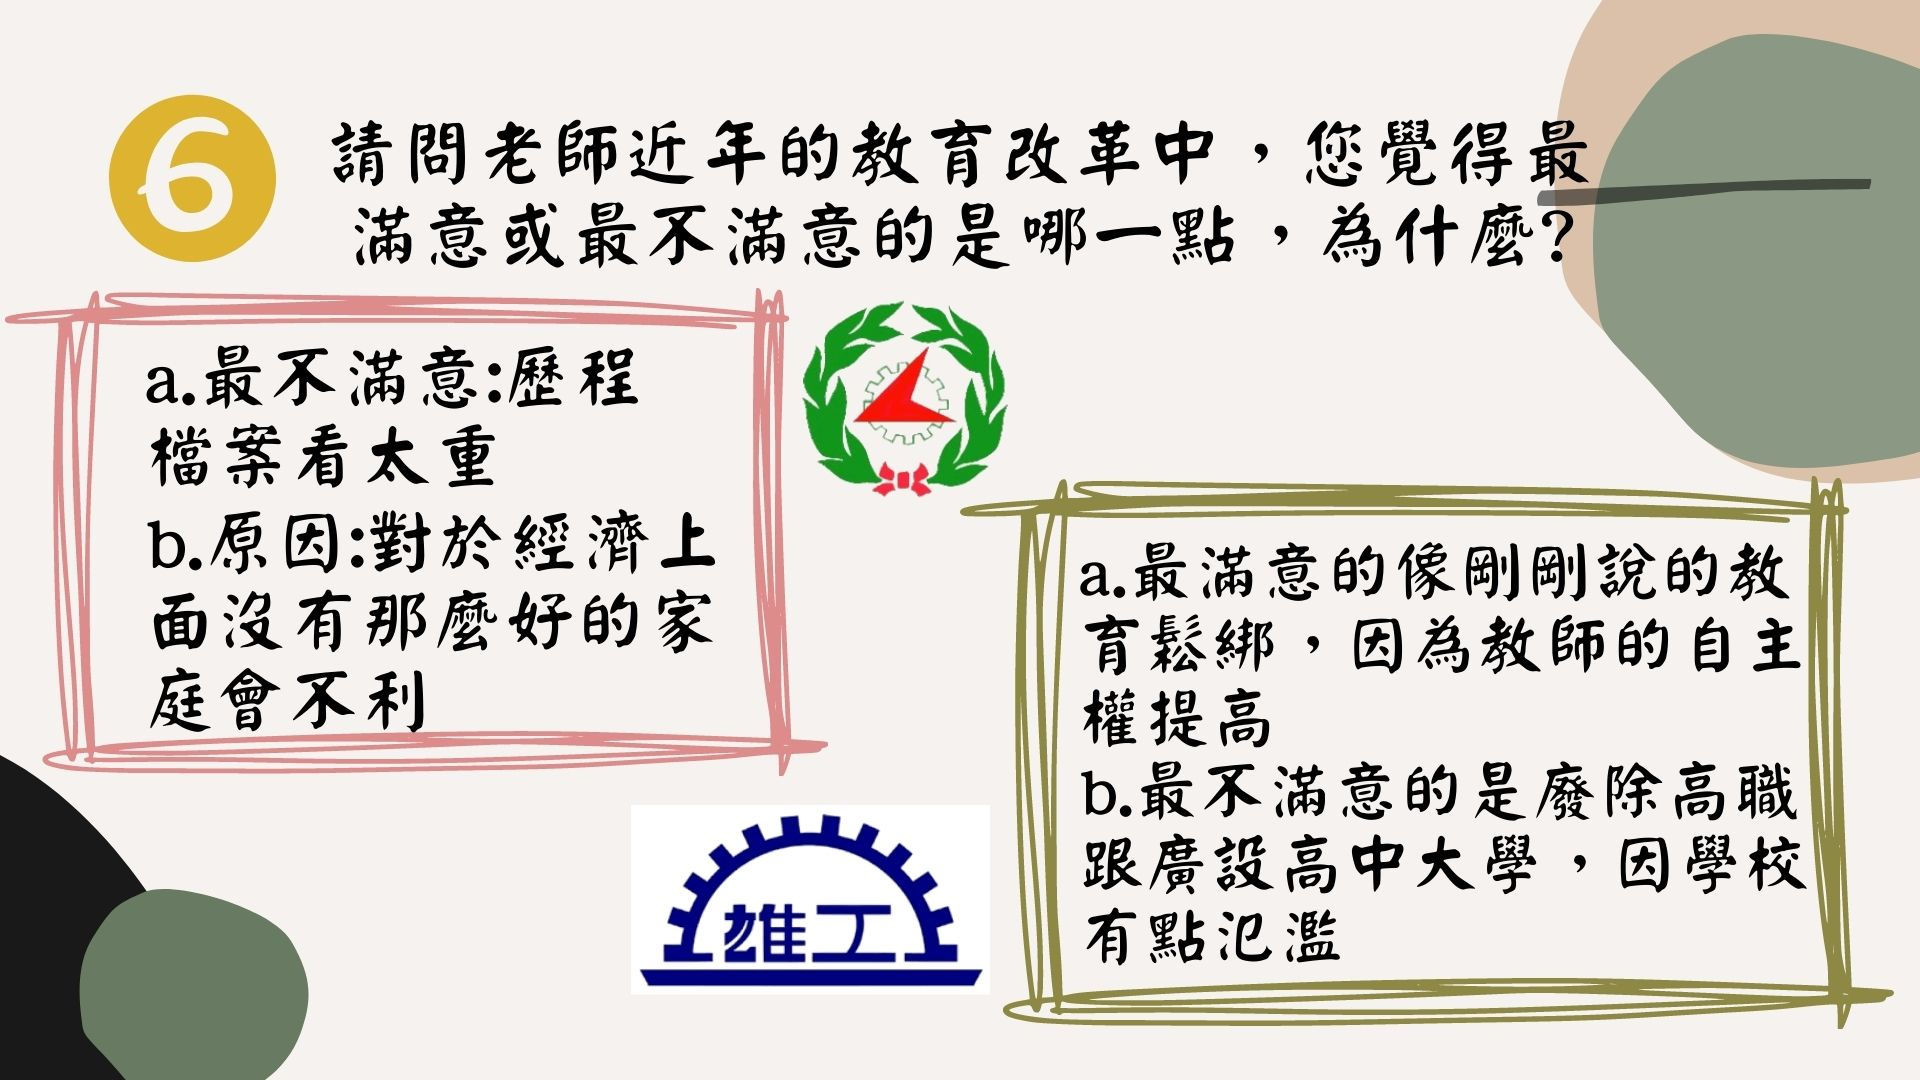 6
請問老師近年的教育改革中，您覺得最
滿意或最不滿意的是哪一點，為什麼?
a.最不滿意:歷程
檔案看太重
b.原因:對於經濟上
面沒有那麼好的家
庭會不利
a.最滿意的像剛剛說的教
育鬆綁，因為教師的自主
權提高
b.最不滿意的是廢除高職
跟廣設高中大學，因學校
有點氾濫
雄工